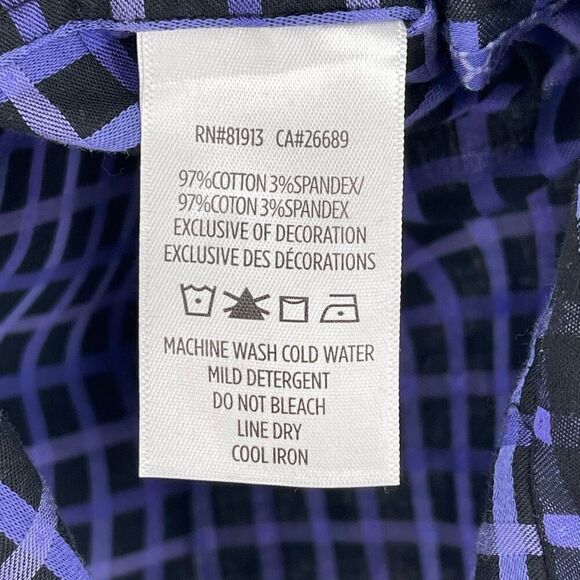 RN#81913 CA#26689
97%COTTON 3%SPANDEX/
97%COTON 3%SPANDEX
EXCLUSIVE OF DECORATION
EXCLUSIVE DES DÉCORATIONS
MACHINE WASH COLD WATER
MILD DETERGENT
DO NOT BLEACH
LINE DRY
COOL IRON